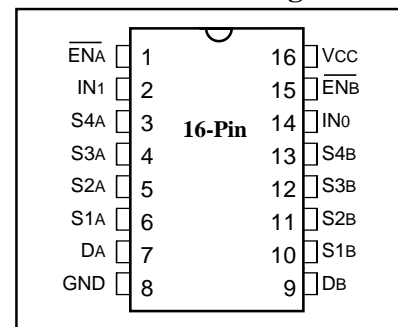 ENA 1 16 VCC
IN1 2 15 ENB
S4A 3 16-Pin 14 IN0
S3A 4 13 S4B
S2A 5 12 S3B
S1A 6 11 S2B
DA 7 10 S1B
GND 8 9 DB